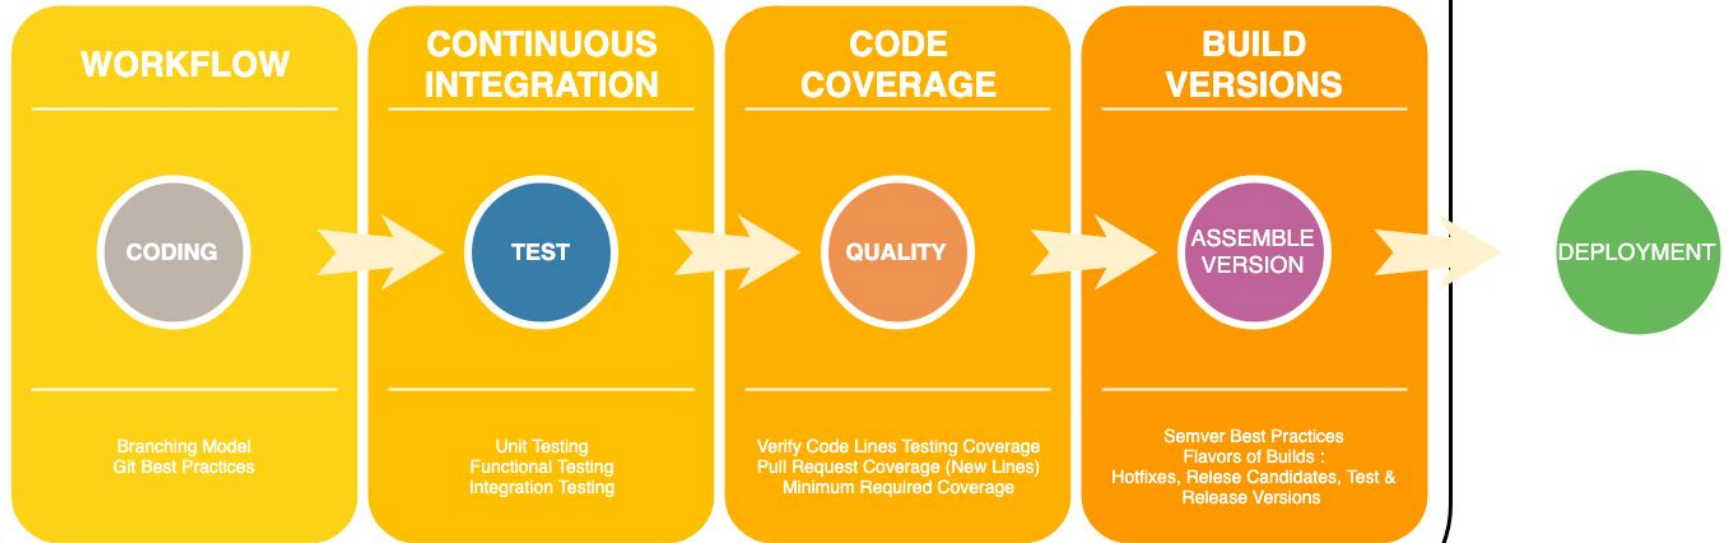 WORKFLOW
CODING
Branching Model
Git Best Practices
CONTINUOUS
INTEGRATION
TEST
Unit Testing
Functional Testing
Integration Testing
CODE
COVERAGE
QUALITY
Verify Code Lines Testing Coverage
Pull Request Coverage (New Lines)
Minimum Required Coverage
BUILD
VERSIONS
ASSEMBLE
VERSION
Semver Best Practices
Flavors of Builds :
Hotfixes, Relese Candidates, Test &
Release Versions
DEPLOYMENT